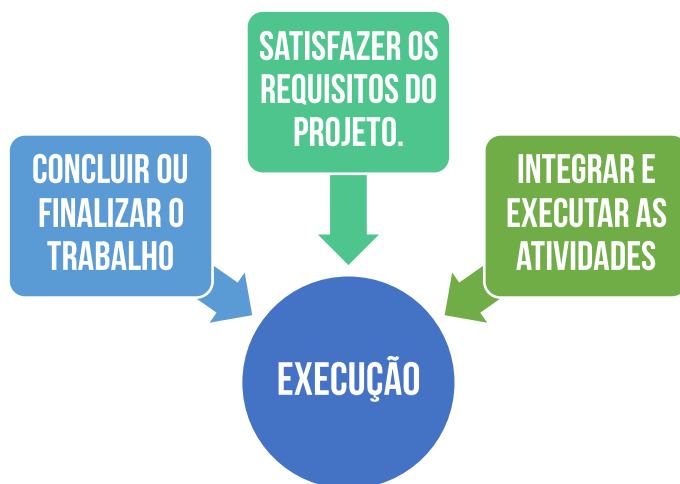 SATISFAZER OS
REQUISITOS DO
PROJETO.
CONCLUIR OU
FINALIZAR O
TRABALHO
INTEGRAR E
EXECUTAR AS
ATIVIDADES
EXECUÇÃO